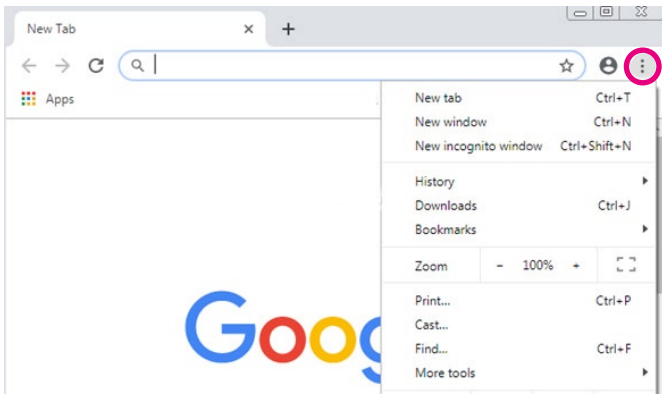 New Tab
Apps
New tab Ctrl+T
New window Ctrl+N
New incognito window Ctrl+Shift+N
History
Downloads Ctrl+J
Bookmarks
Zoom - 100% +
Print... Ctrl+P
Cast...
Find... Ctrl+F
More tools
Goog